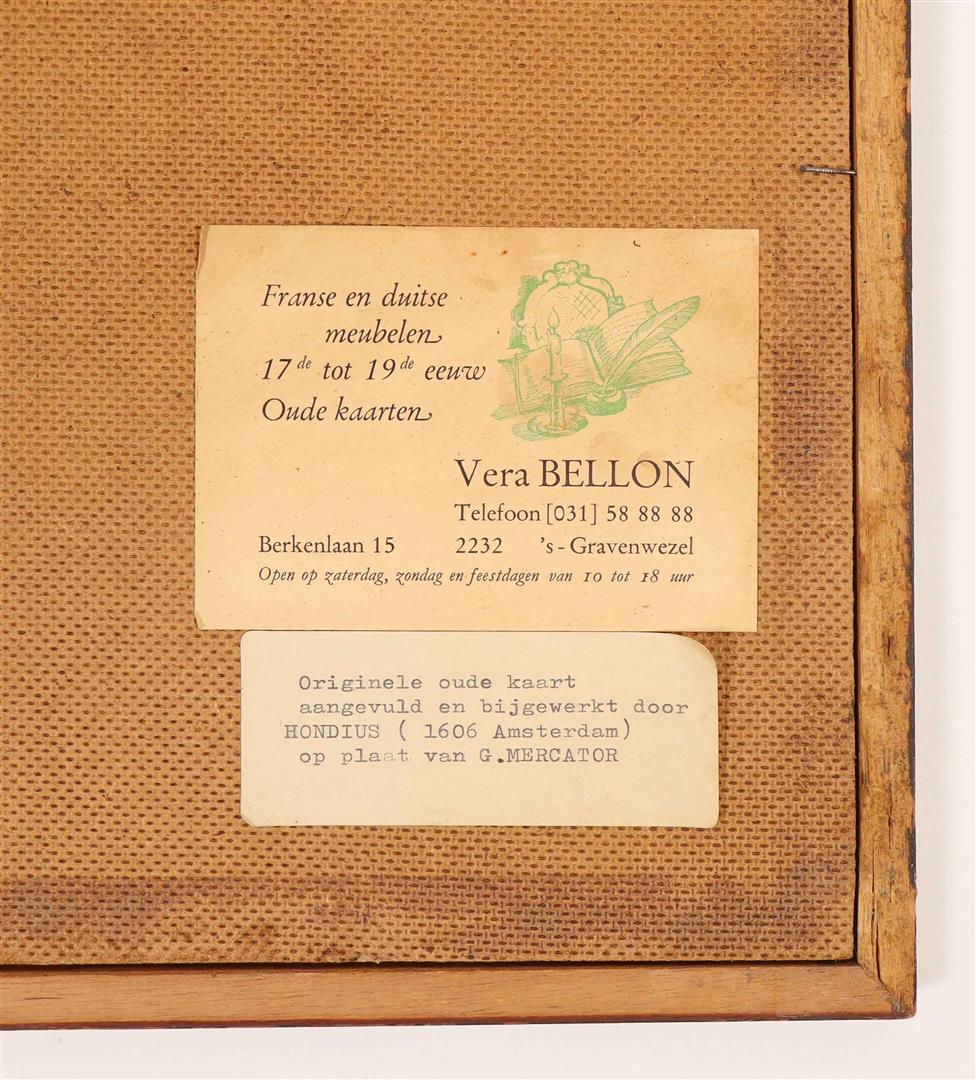 Franse en duitse
meubelen
17de tot 19de eeuw
Oude kaarten
Vera BELLON
Telefoon [031] 58 88 88
Berkenlaan 15 2232 's-Gravenwezel
Open op zaterdag, zondag en feestdagen van 10 tot 18 uur
Originele oude kaart
aangevuld en bijgewerkt door
HONDIUS ( 1606 Amsterdam)
op plaat van G.MERCATOR